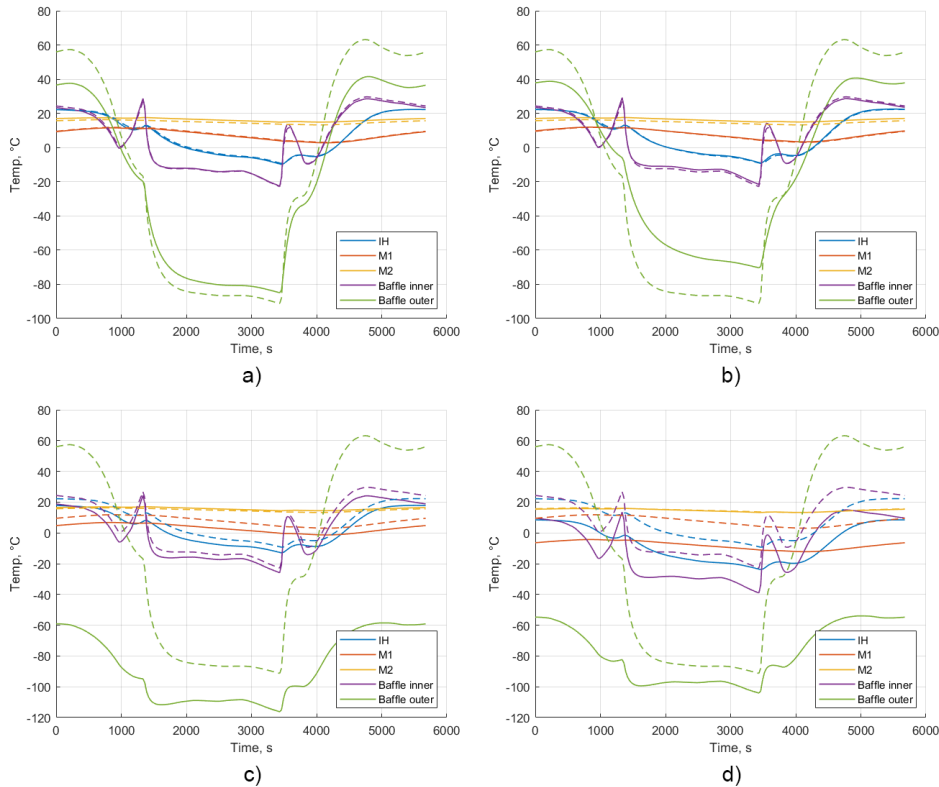 80
60
40
20
0
-20
-40
-60
-80
-100
Temp, °C
0 1000 2000 3000 4000 5000 6000
Time, s
IH
M1
M2
Baffle inner
Baffle outer
a)
80
60
40
20
0
-20
-40
-60
-80
-100
Temp, °C
0 1000 2000 3000 4000 5000 6000
Time, s
IH
M1
M2
Baffle inner
Baffle outer
b)
80
60
40
20
0
-20
-40
-60
-80
-100
-120
Temp, °C
0 1000 2000 3000 4000 5000 6000
Time, s
IH
M1
M2
Baffle inner
Baffle outer
c)
80
60
40
20
0
-20
-40
-60
-80
-100
-120
Temp, °C
0 1000 2000 3000 4000 5000 6000
Time, s
IH
M1
M2
Baffle inner
Baffle outer
d)